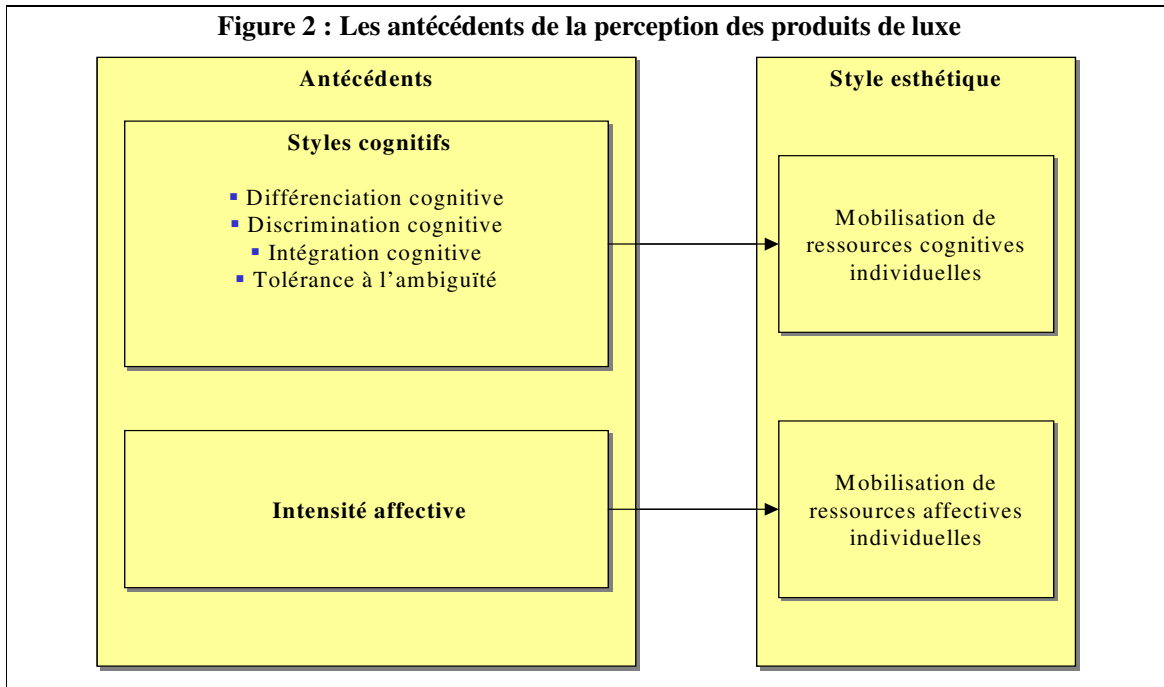 Figure 2 : Les antécédents de la perception des produits de luxe
Antécédents
Styles cognitifs
▪ Différenciation cognitive
▪ Discrimination cognitive
▪ Intégration cognitive
▪ Tolérance à l'ambiguïté
Intensité affective
Style esthétique
Mobilisation de
ressources cognitives
individuelles
Mobilisation de
ressources affectives
individuelles